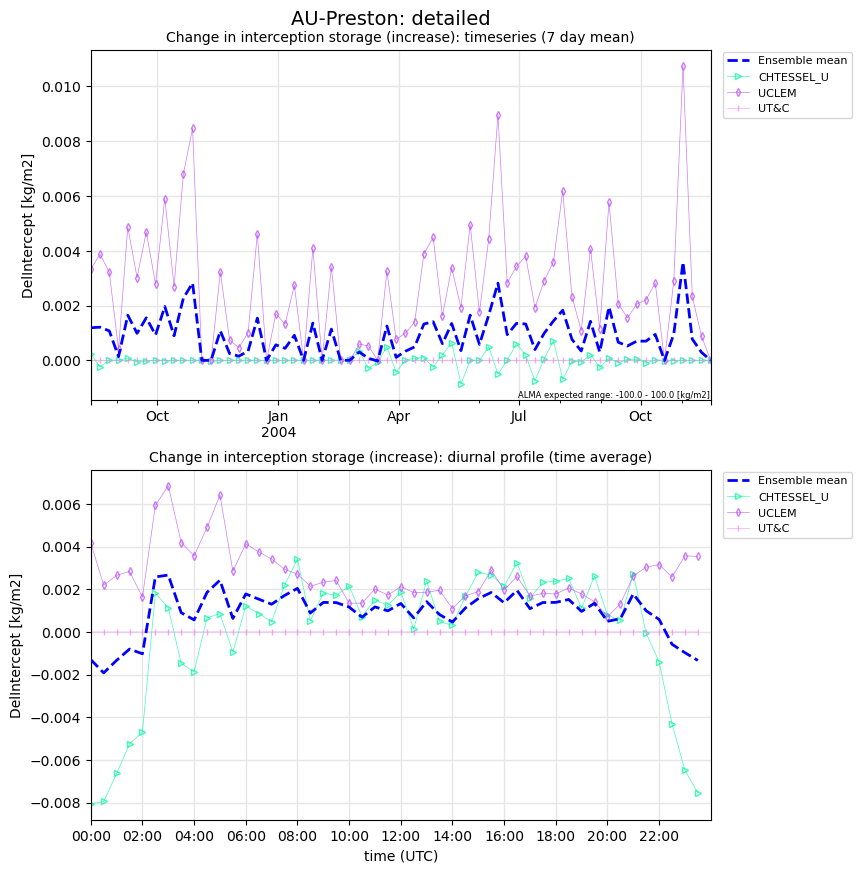 AU-Preston: detailed
Change in interception storage (increase): timeseries (7 day mean)
DelIntercept [kg/m2]
0.010
0.008
0.006
0.004
0.002
0.000
Oct
Jan
2004
Apr
Jul
Oct
ALMA expected range: -100.0 - 100.0 [kg/m2]
Ensemble mean
CHTESSEL_U
UCLEM
UT&C
Change in interception storage (increase): diurnal profile (time average)
DelIntercept [kg/m2]
0.006
0.004
0.002
0.000
−0.002
−0.004
−0.006
−0.008
00:00
02:00
04:00
06:00
08:00
10:00
12:00
14:00
16:00
18:00
20:00
22:00
time (UTC)
Ensemble mean
CHTESSEL_U
UCLEM
UT&C